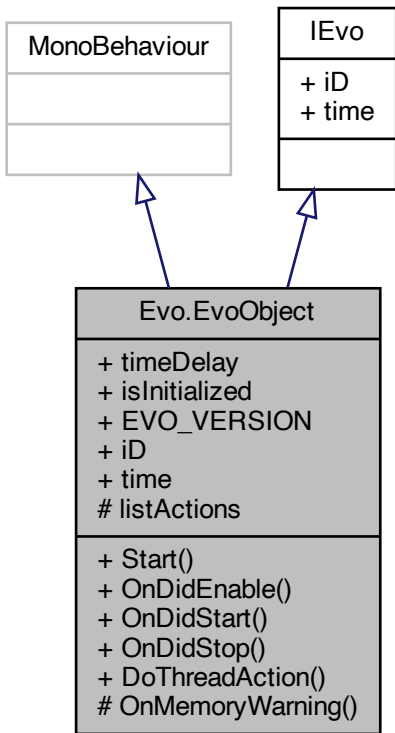 MonoBehaviour
IEvo
+ iD
+ time
Evo.EvoObject
+ timeDelay
+ isInitialized
+ EVO_VERSION
+ iD
+ time
# listActions
+ Start()
+ OnDidEnable()
+ OnDidStart()
+ OnDidStop()
+ DoThreadAction()
# OnMemoryWarning()